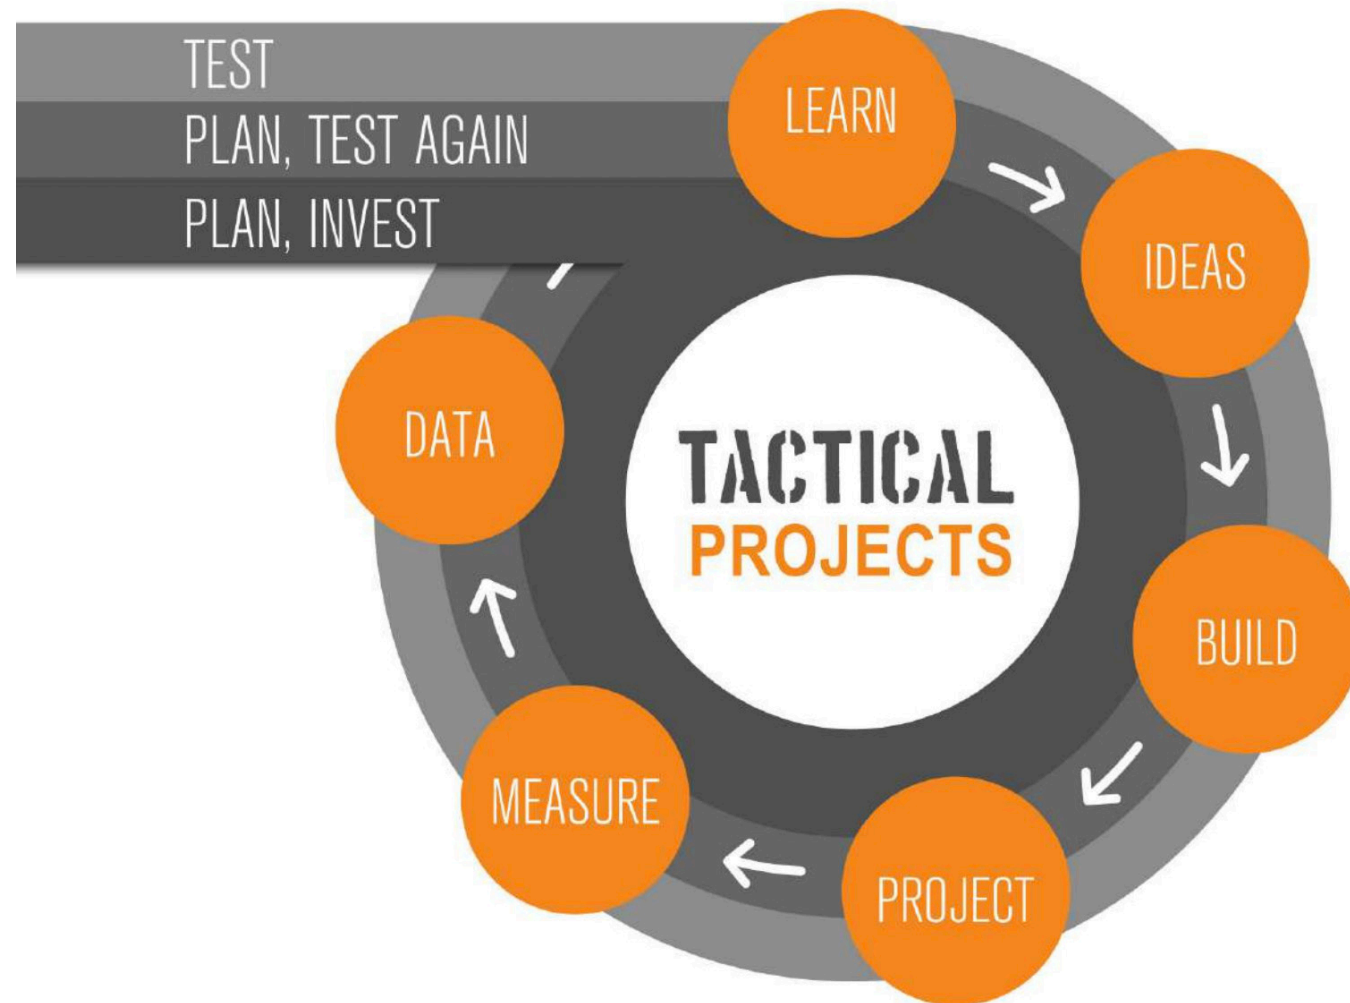 TEST
PLAN, TEST AGAIN
PLAN, INVEST
LEARN
IDEAS
BUILD
PROJECT
MEASURE
DATA
TACTICAL
PROJECTS